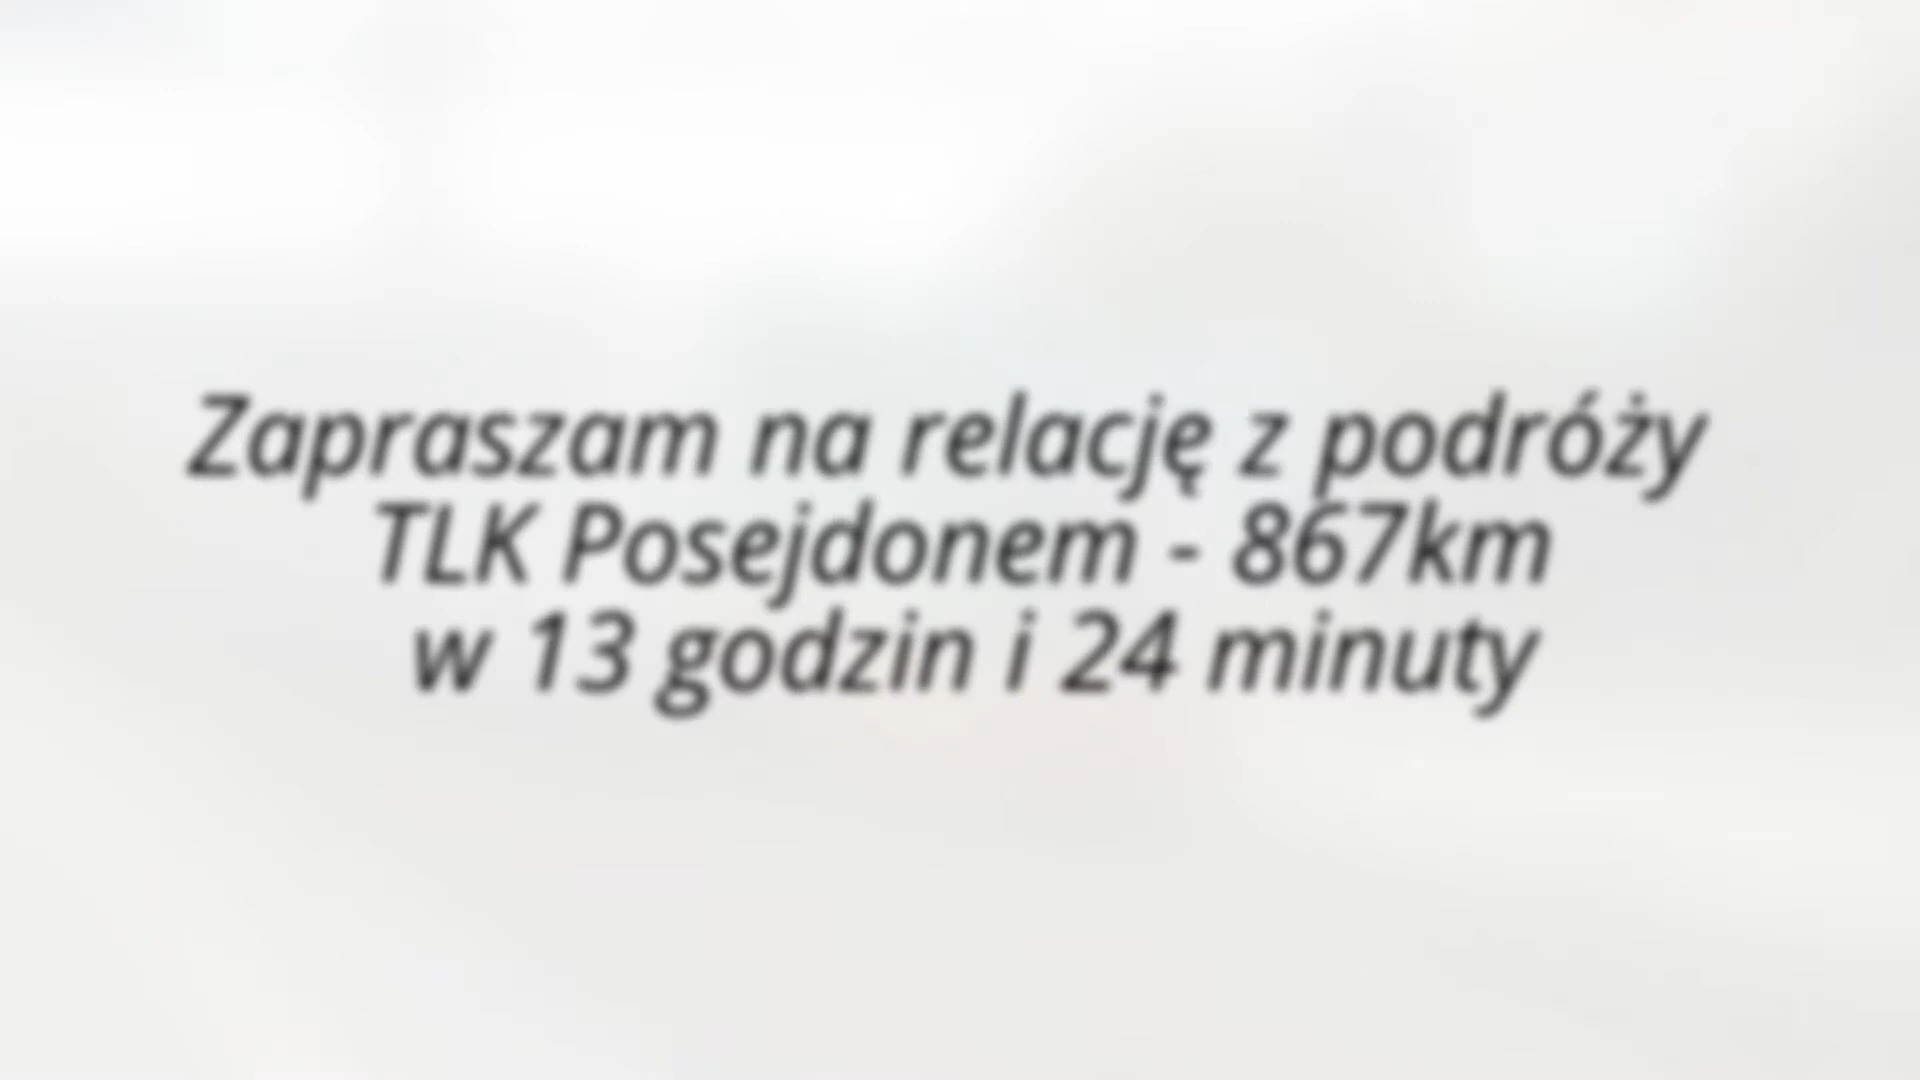 Zapraszam na relację z podróży
TLK Posejdonem - 867km
w 13 godzin i 24 minuty